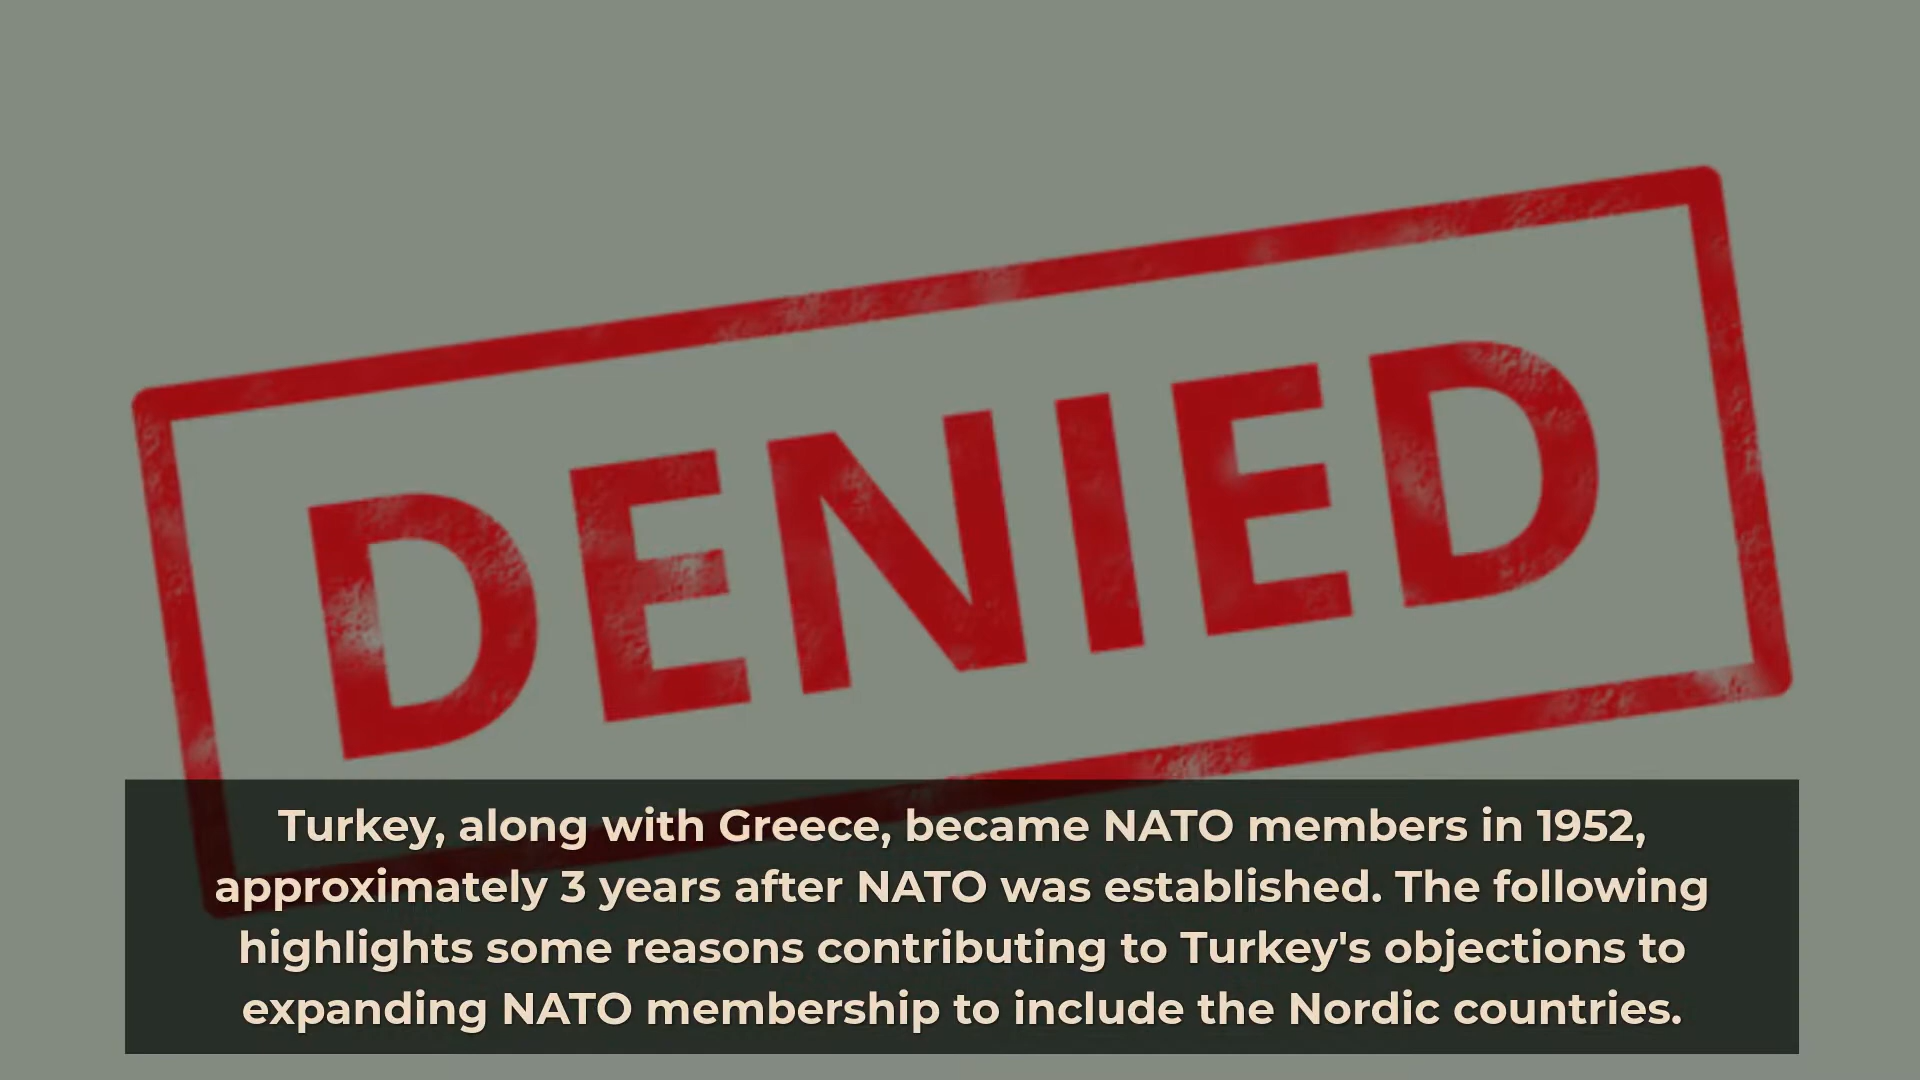 DENIED
Turkey, along with Greece, became NATO members in 1952,
approximately 3 years after NATO was established. The following
highlights some reasons contributing to Turkey's objections to
expanding NATO membership to include the Nordic countries.